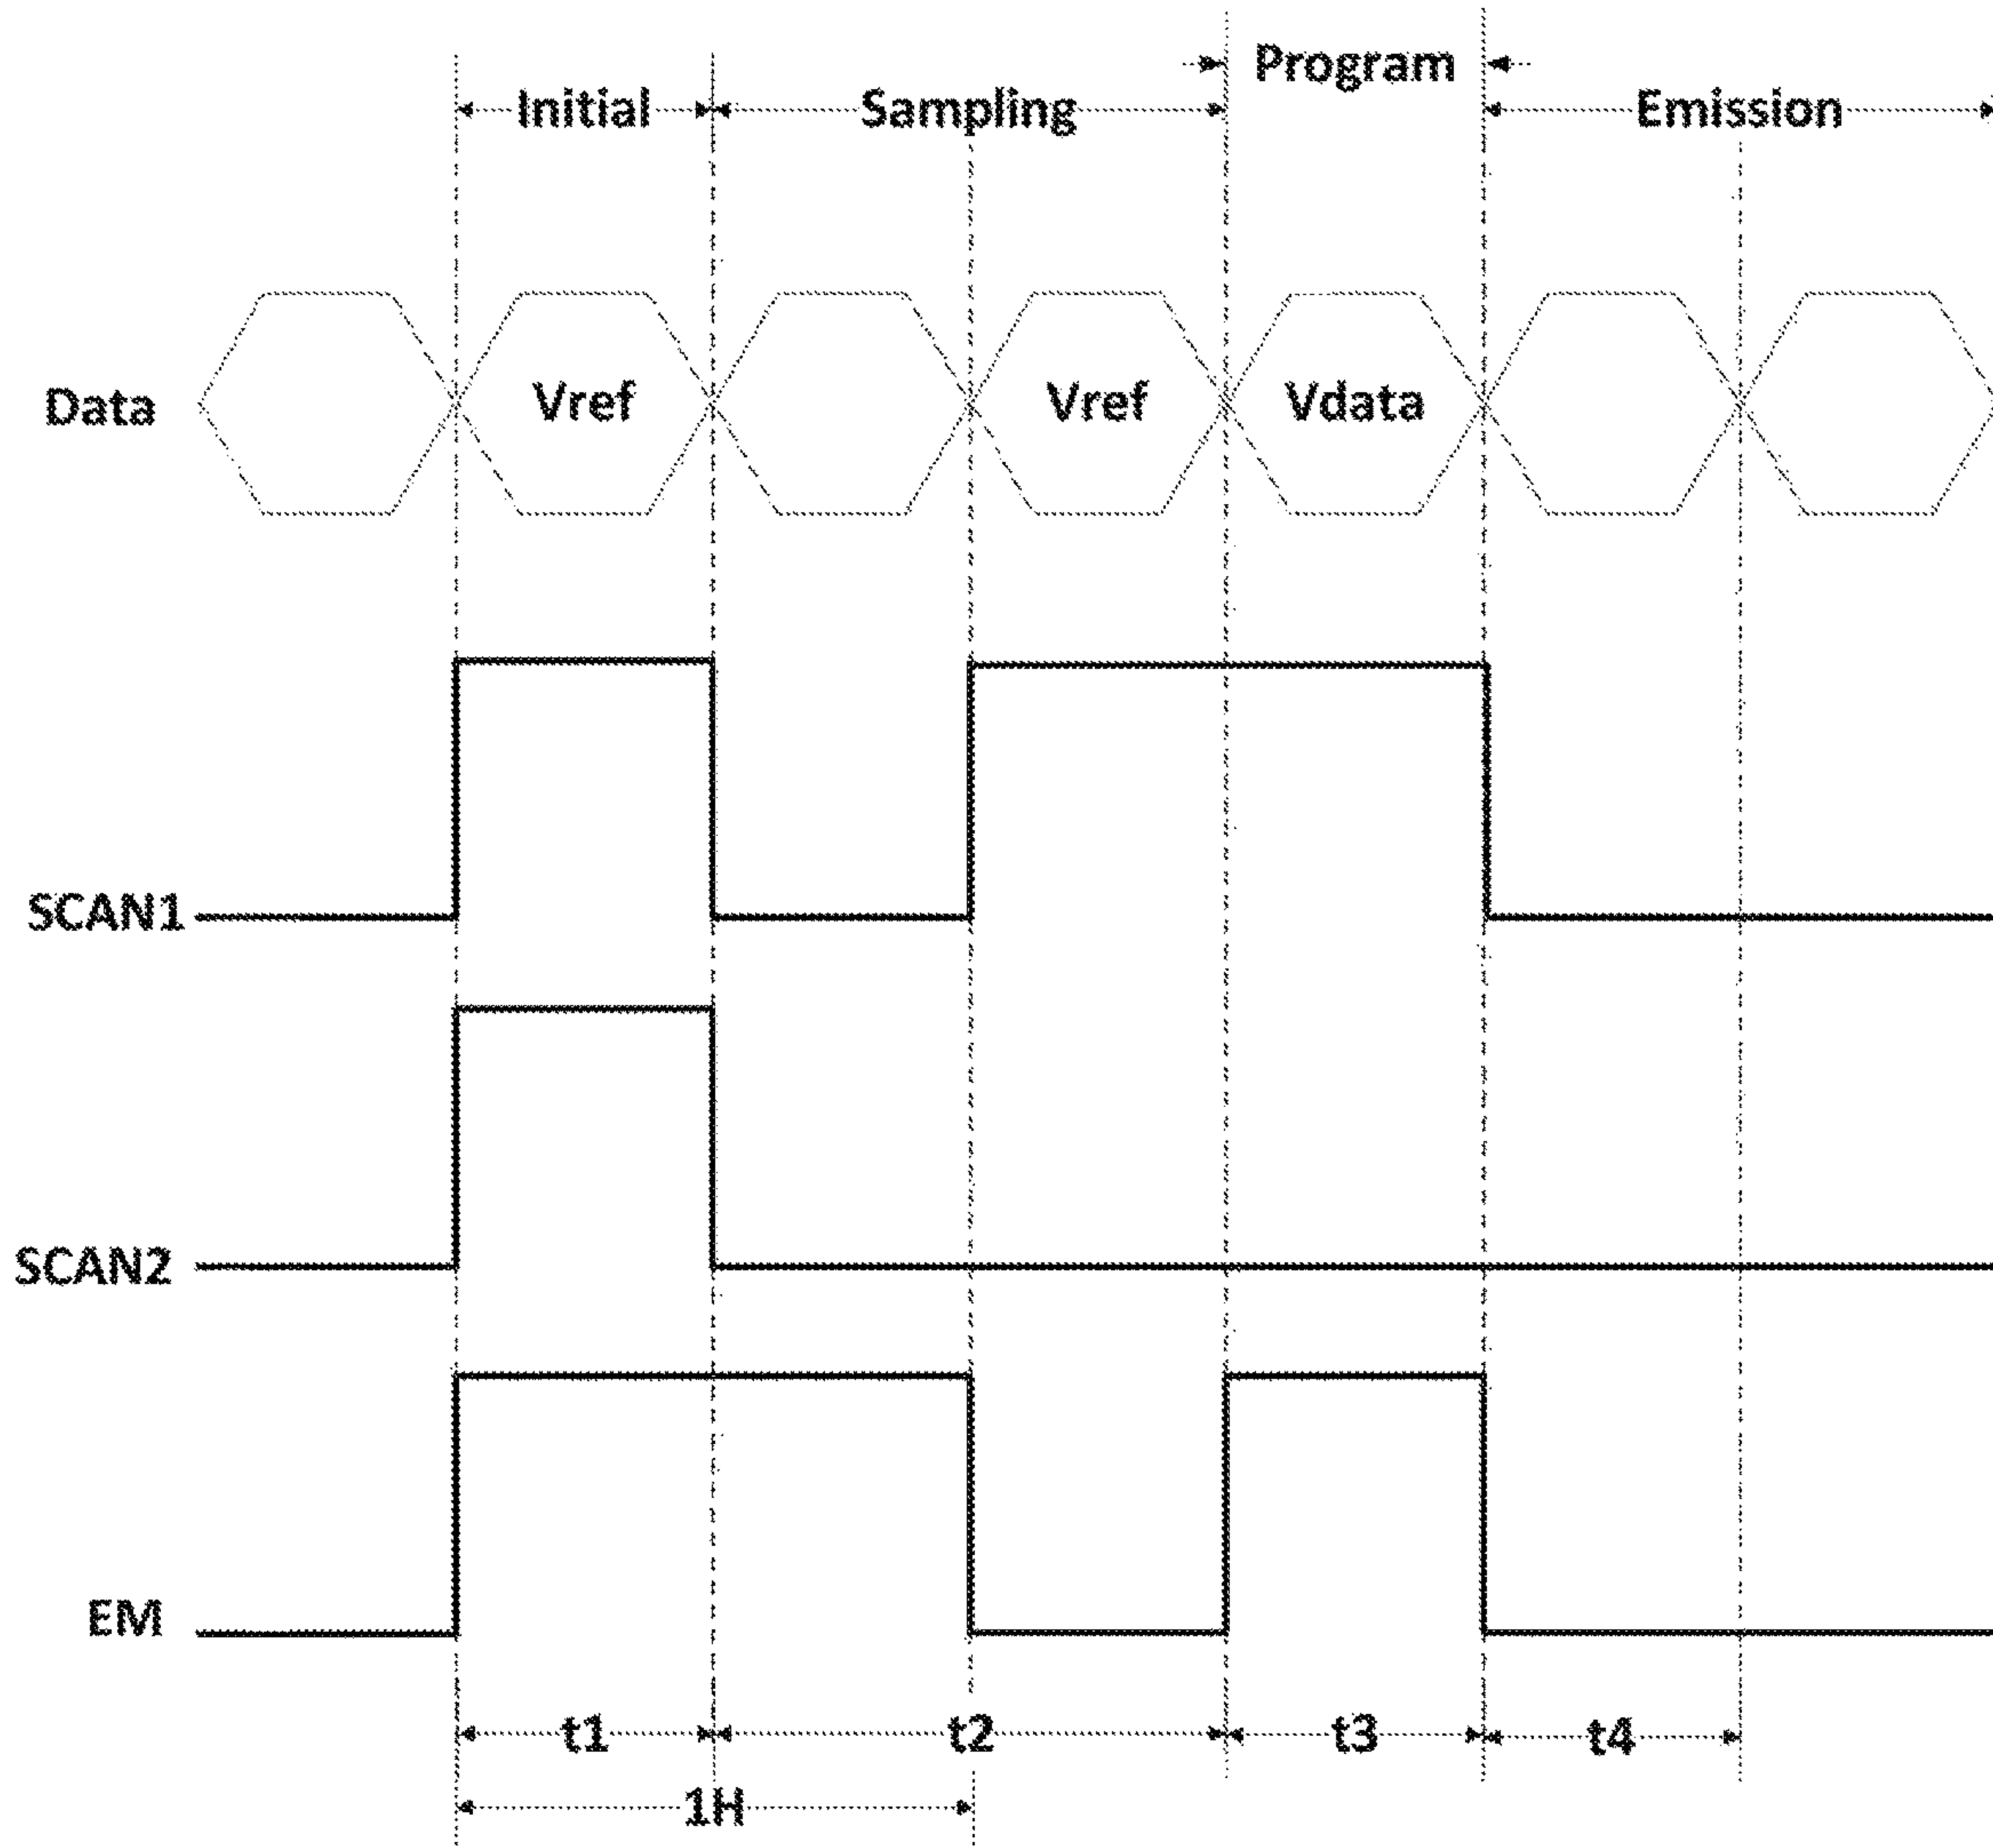 Program
Initial Sampling Emission
Data Vref Vref Vdata
SCAN1
SCAN2
EM
t1 t2 t3 t4
1H